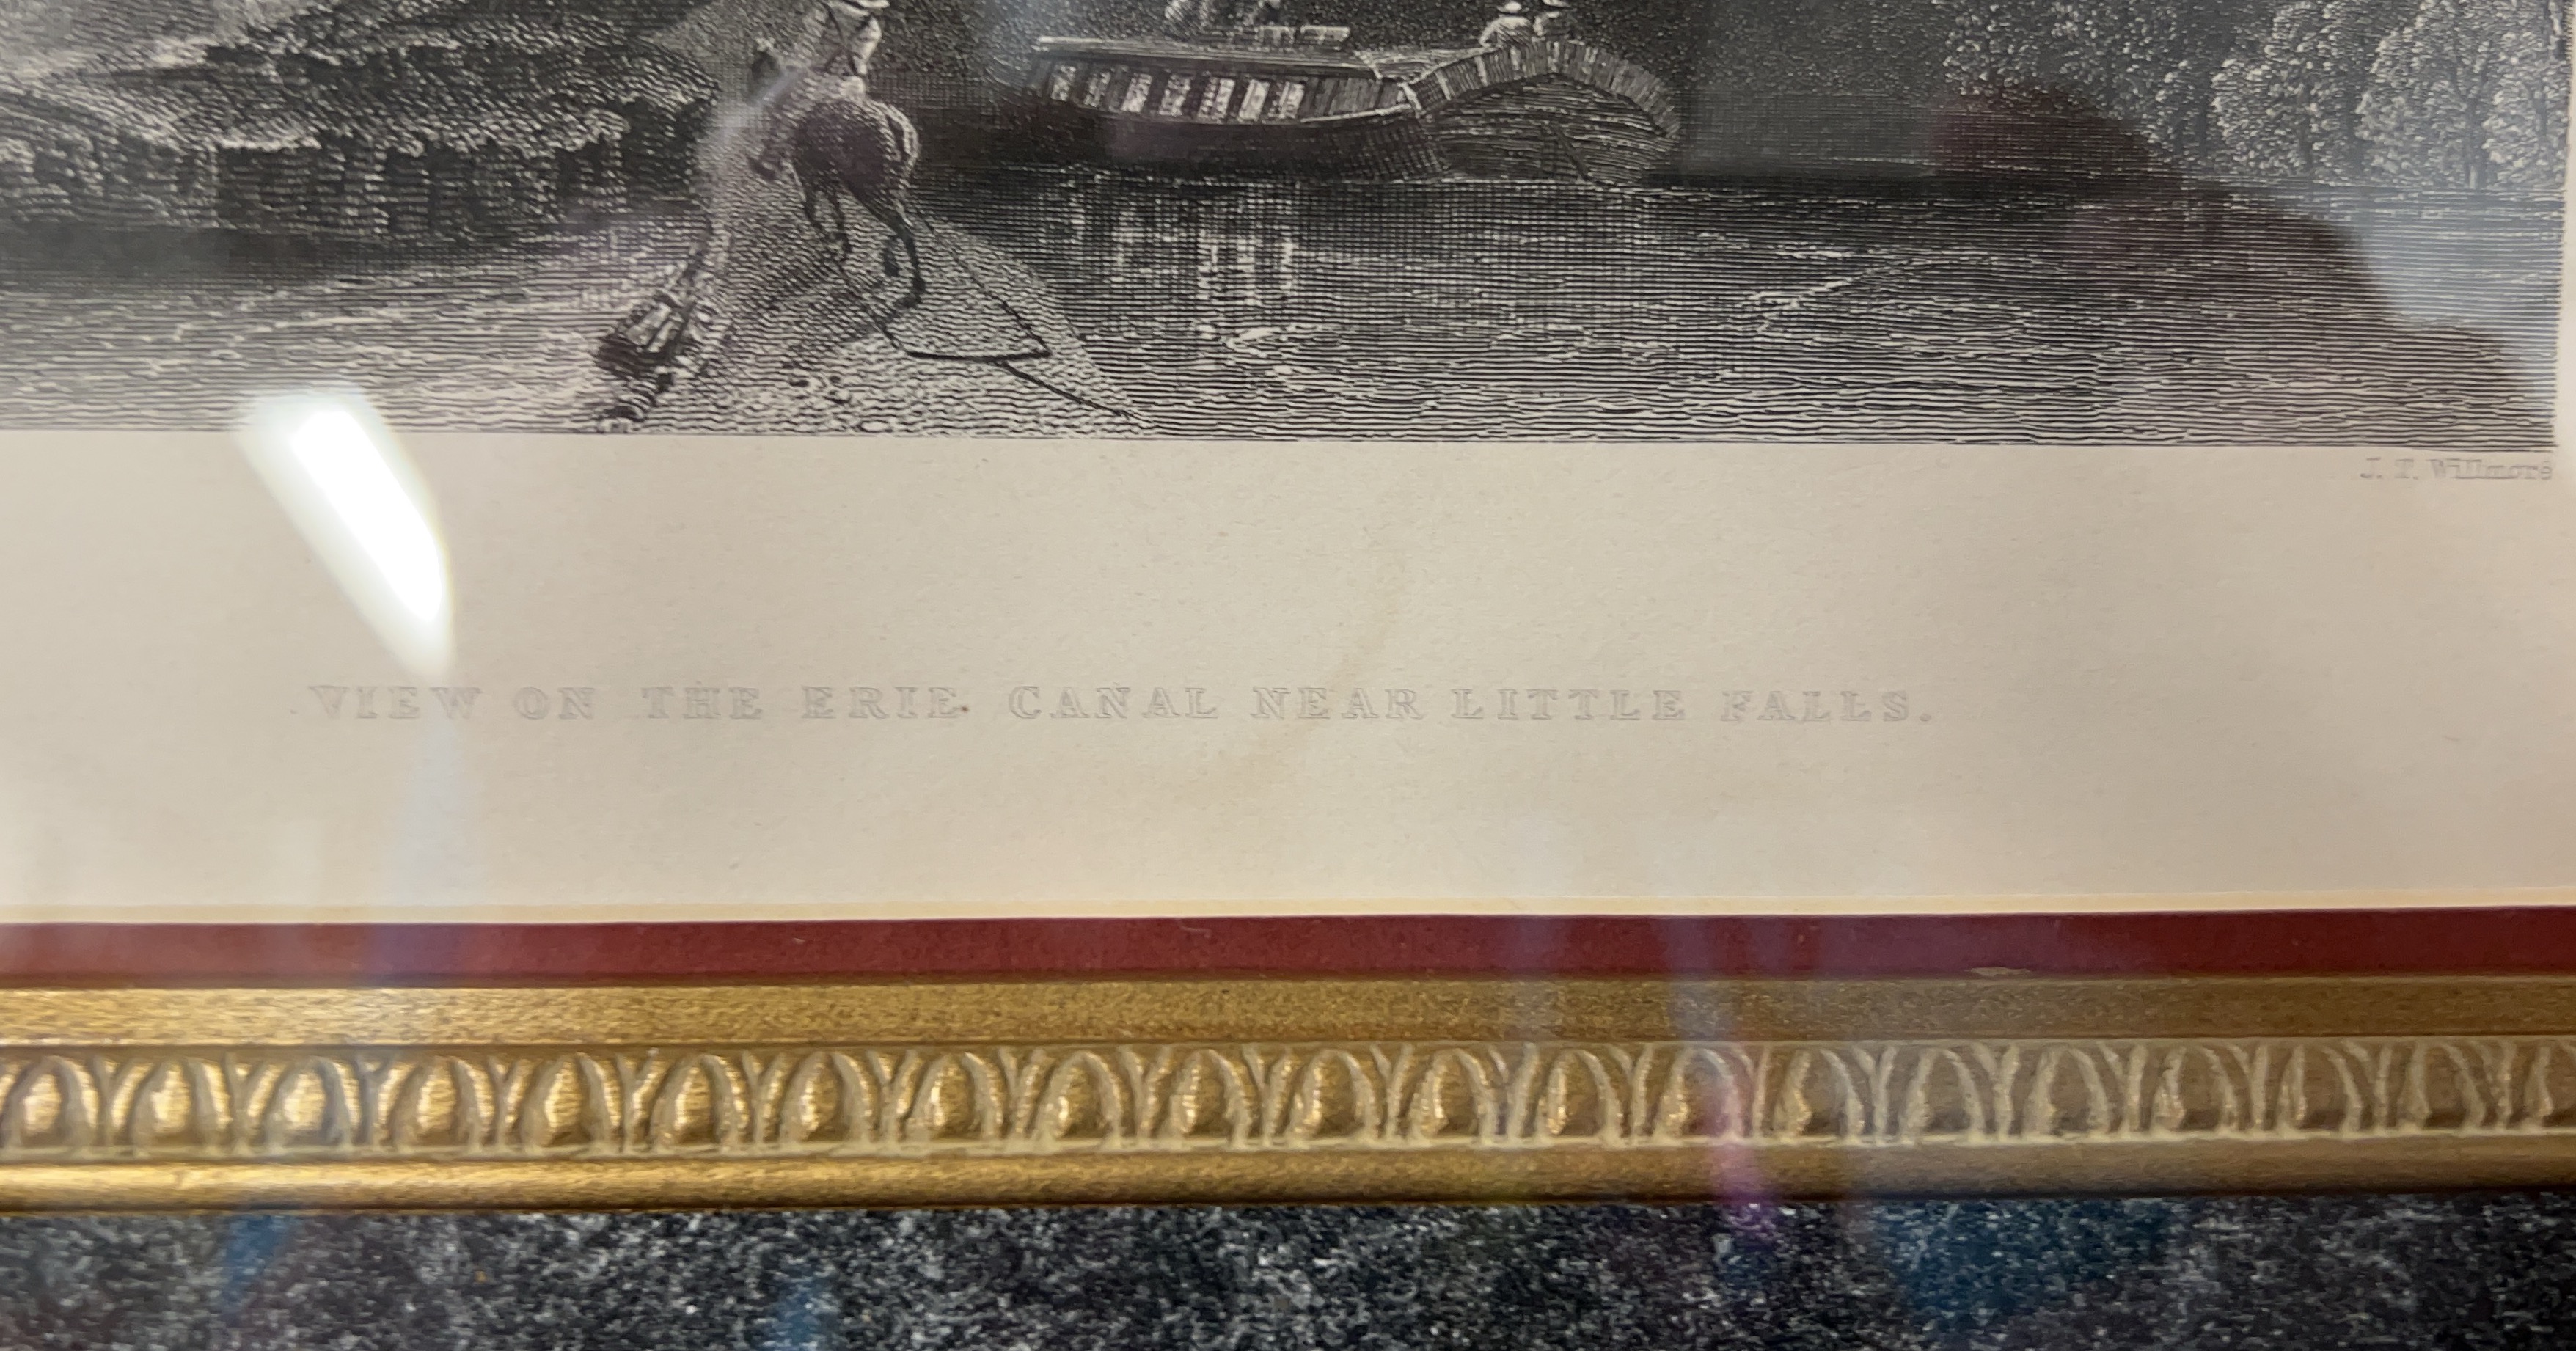 J. T. Willmore
VIEW ON THE ERIE CANAL NEAR LITTLE FALLS.